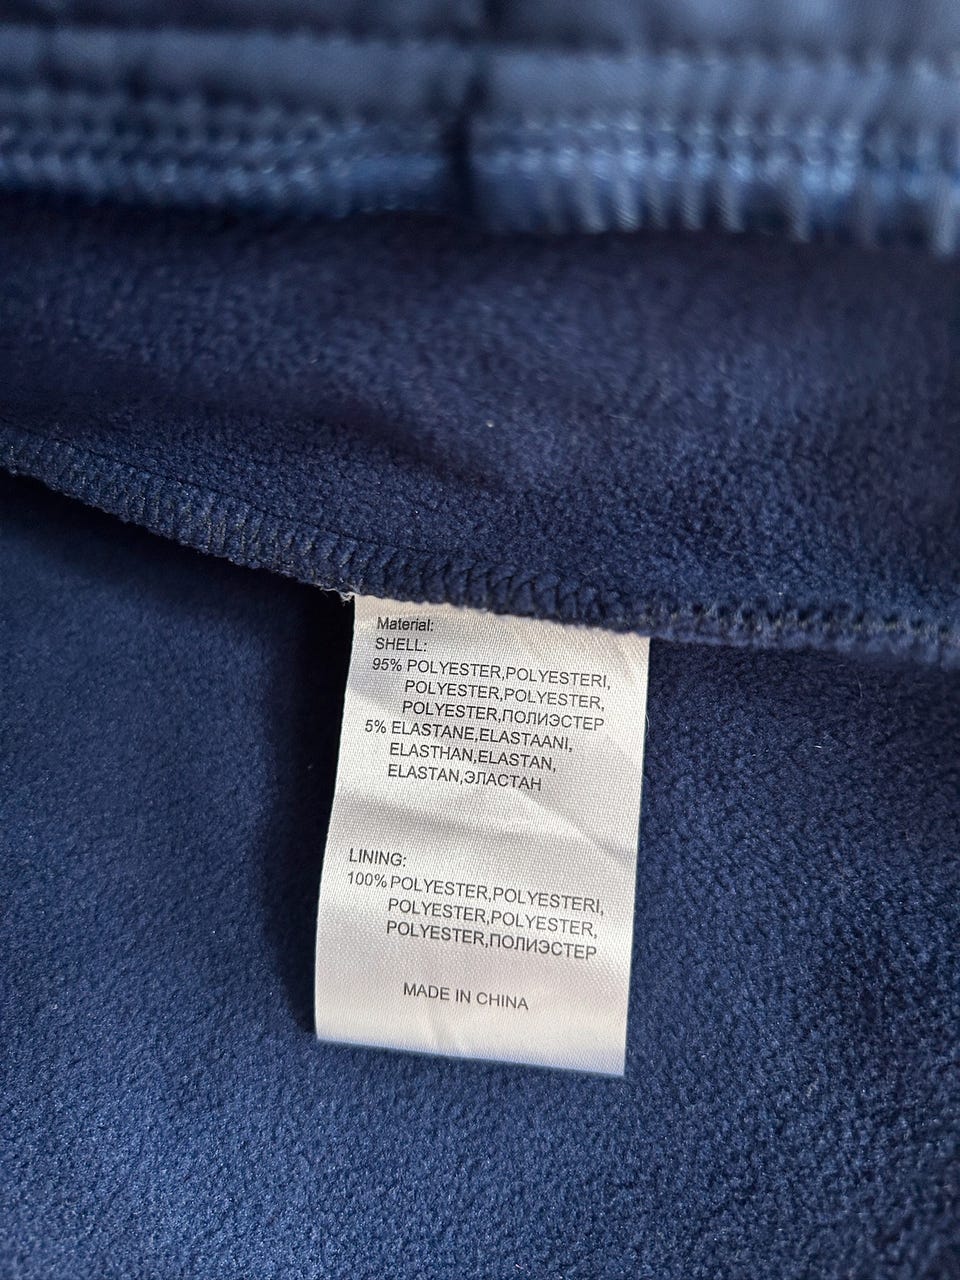 Material:
SHELL:
95% POLYESTER,POLYESTERI,
POLYESTER,POLYESTER,
POLYESTER,ПОЛИЭСТЕР
5% ELASTANE,ELASTAANI,
ELASTHAN,ELASTAN,
ELASTAN,ЭЛАСТАН
LINING:
100% POLYESTER,POLYESTERI,
POLYESTER,POLYESTER,
POLYESTER,ПОЛИЭСТЕР
MADE IN CHINA